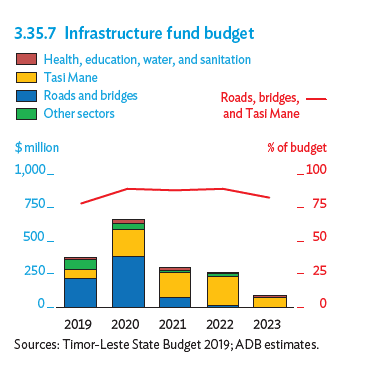 3.35.7 Infrastructure fund budget
Health, education, water, and sanitation
Tasi Mane
Roads and bridges
Other sectors
Roads, bridges,
and Tasi Mane
$ million
% of budget
1,000
100
750
75
500
50
250
25
0
0
2019 2020 2021 2022 2023
Sources: Timor-Leste State Budget 2019; ADB estimates.